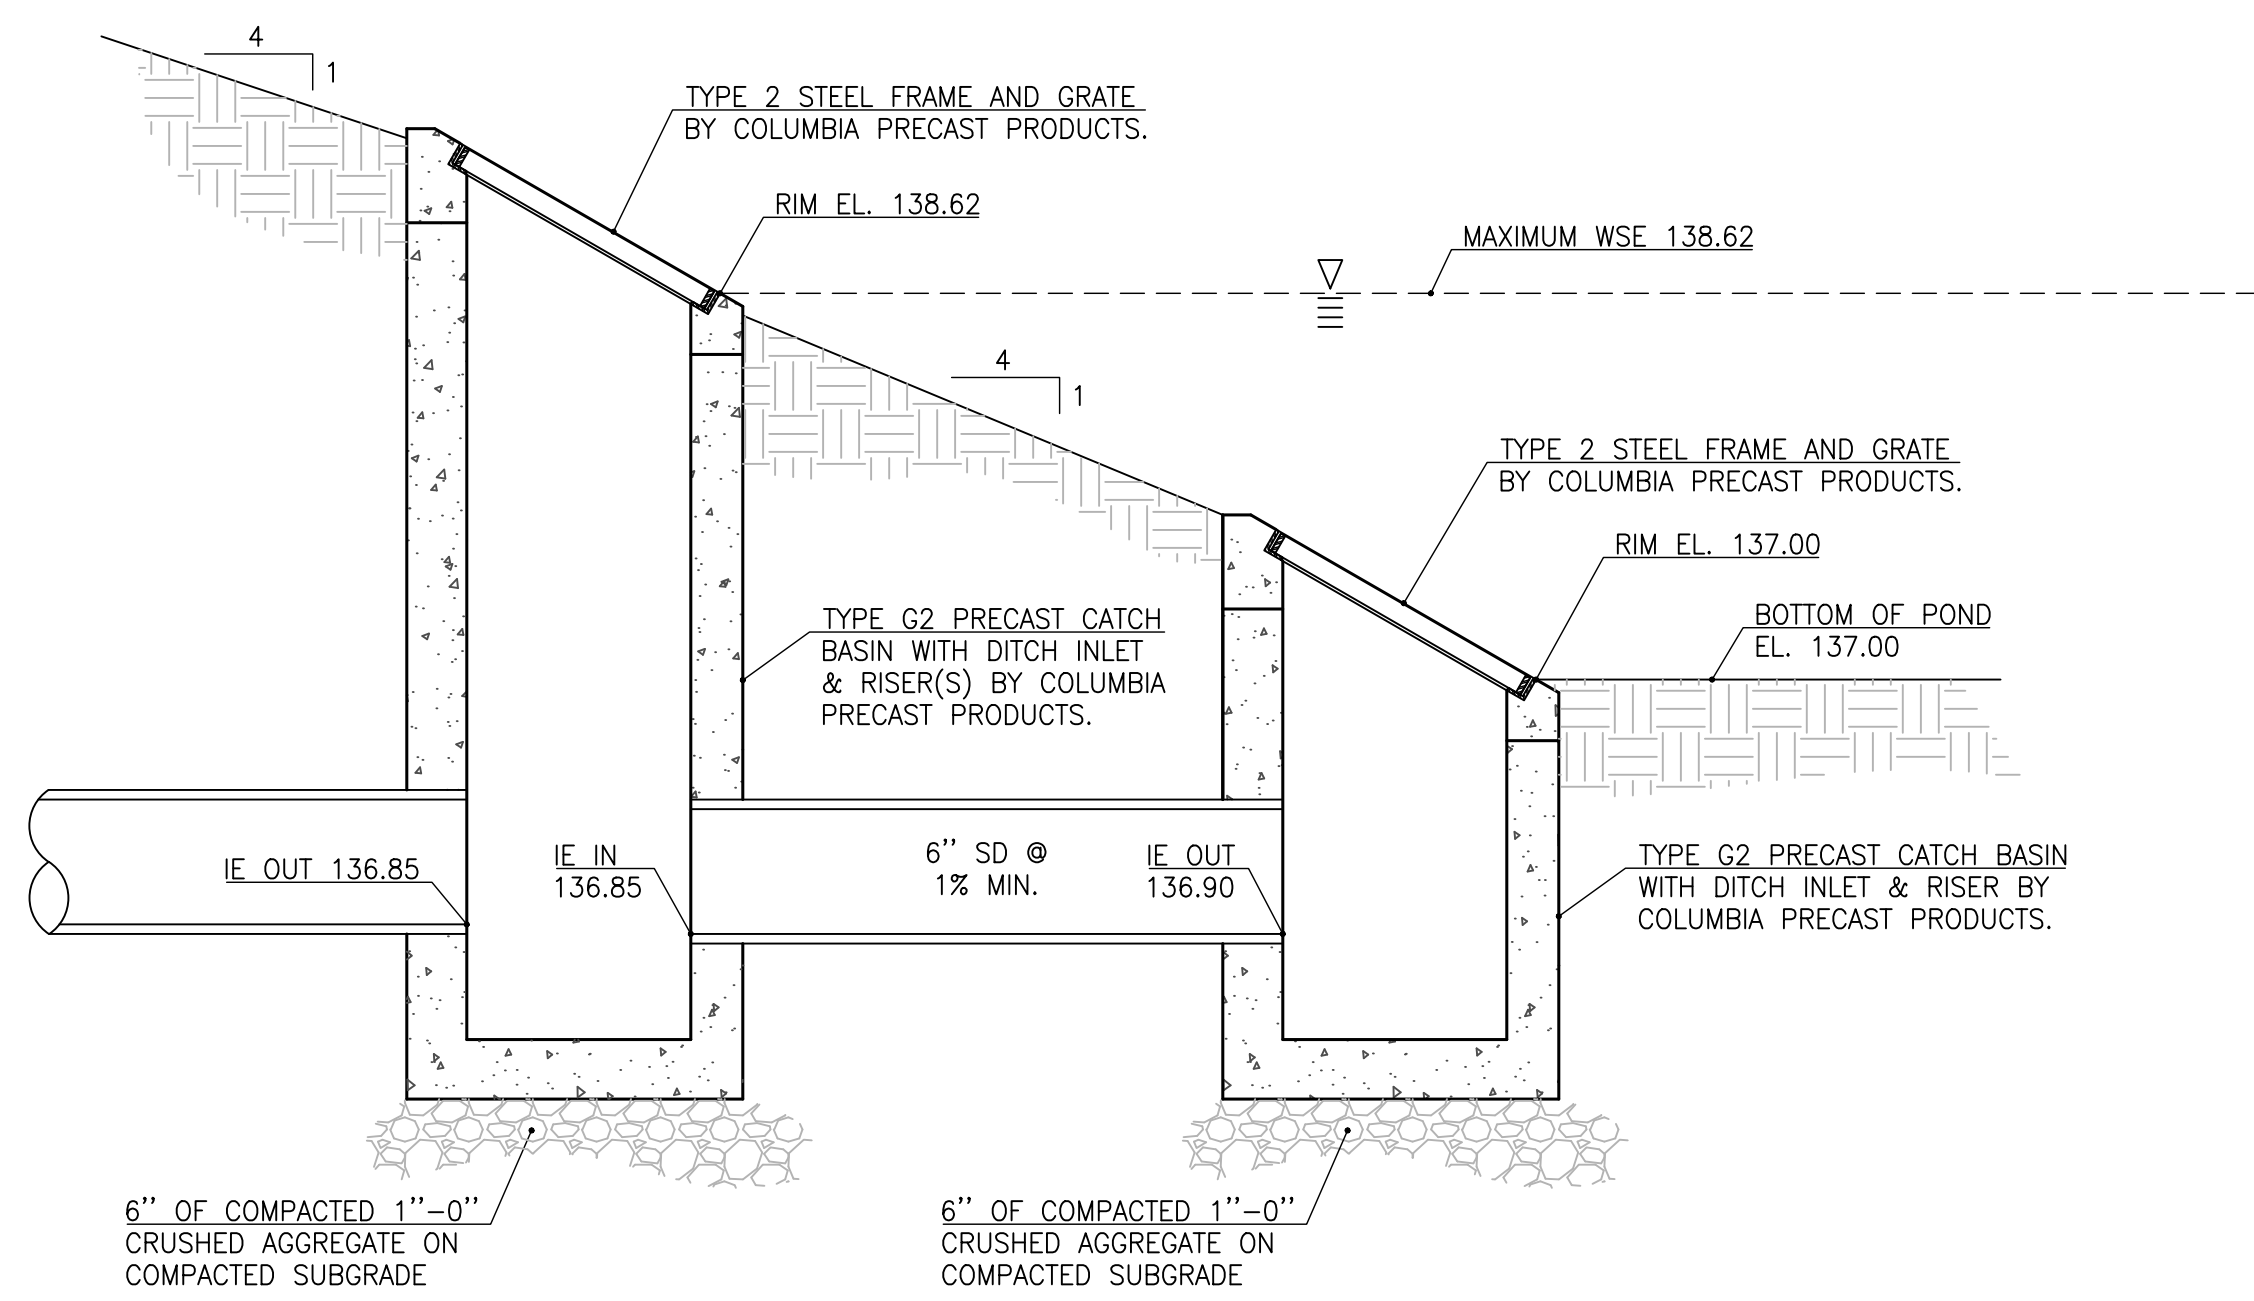 4
1
TYPE 2 STEEL FRAME AND GRATE
BY COLUMBIA PRECAST PRODUCTS.
RIM EL. 138.62
MAXIMUM WSE 138.62
4
1
TYPE 2 STEEL FRAME AND GRATE
BY COLUMBIA PRECAST PRODUCTS.
RIM EL. 137.00
BOTTOM OF POND
EL. 137.00
TYPE G2 PRECAST CATCH
BASIN WITH DITCH INLET
& RISER(S) BY COLUMBIA
PRECAST PRODUCTS.
IE OUT 136.85
IE IN
136.85
6" SD @
1% MIN.
IE OUT
136.90
TYPE G2 PRECAST CATCH BASIN
WITH DITCH INLET & RISER BY
COLUMBIA PRECAST PRODUCTS.
6" OF COMPACTED 1"-0"
CRUSHED AGGREGATE ON
COMPACTED SUBGRADE
6" OF COMPACTED 1"-0"
CRUSHED AGGREGATE ON
COMPACTED SUBGRADE